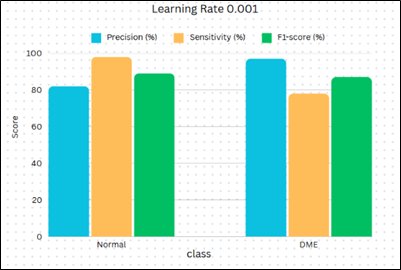 Learning Rate 0.001
Precision (%) Sensitivity (%) F1-score (%)
100
80
60
40
20
0
Score
Normal DME
class